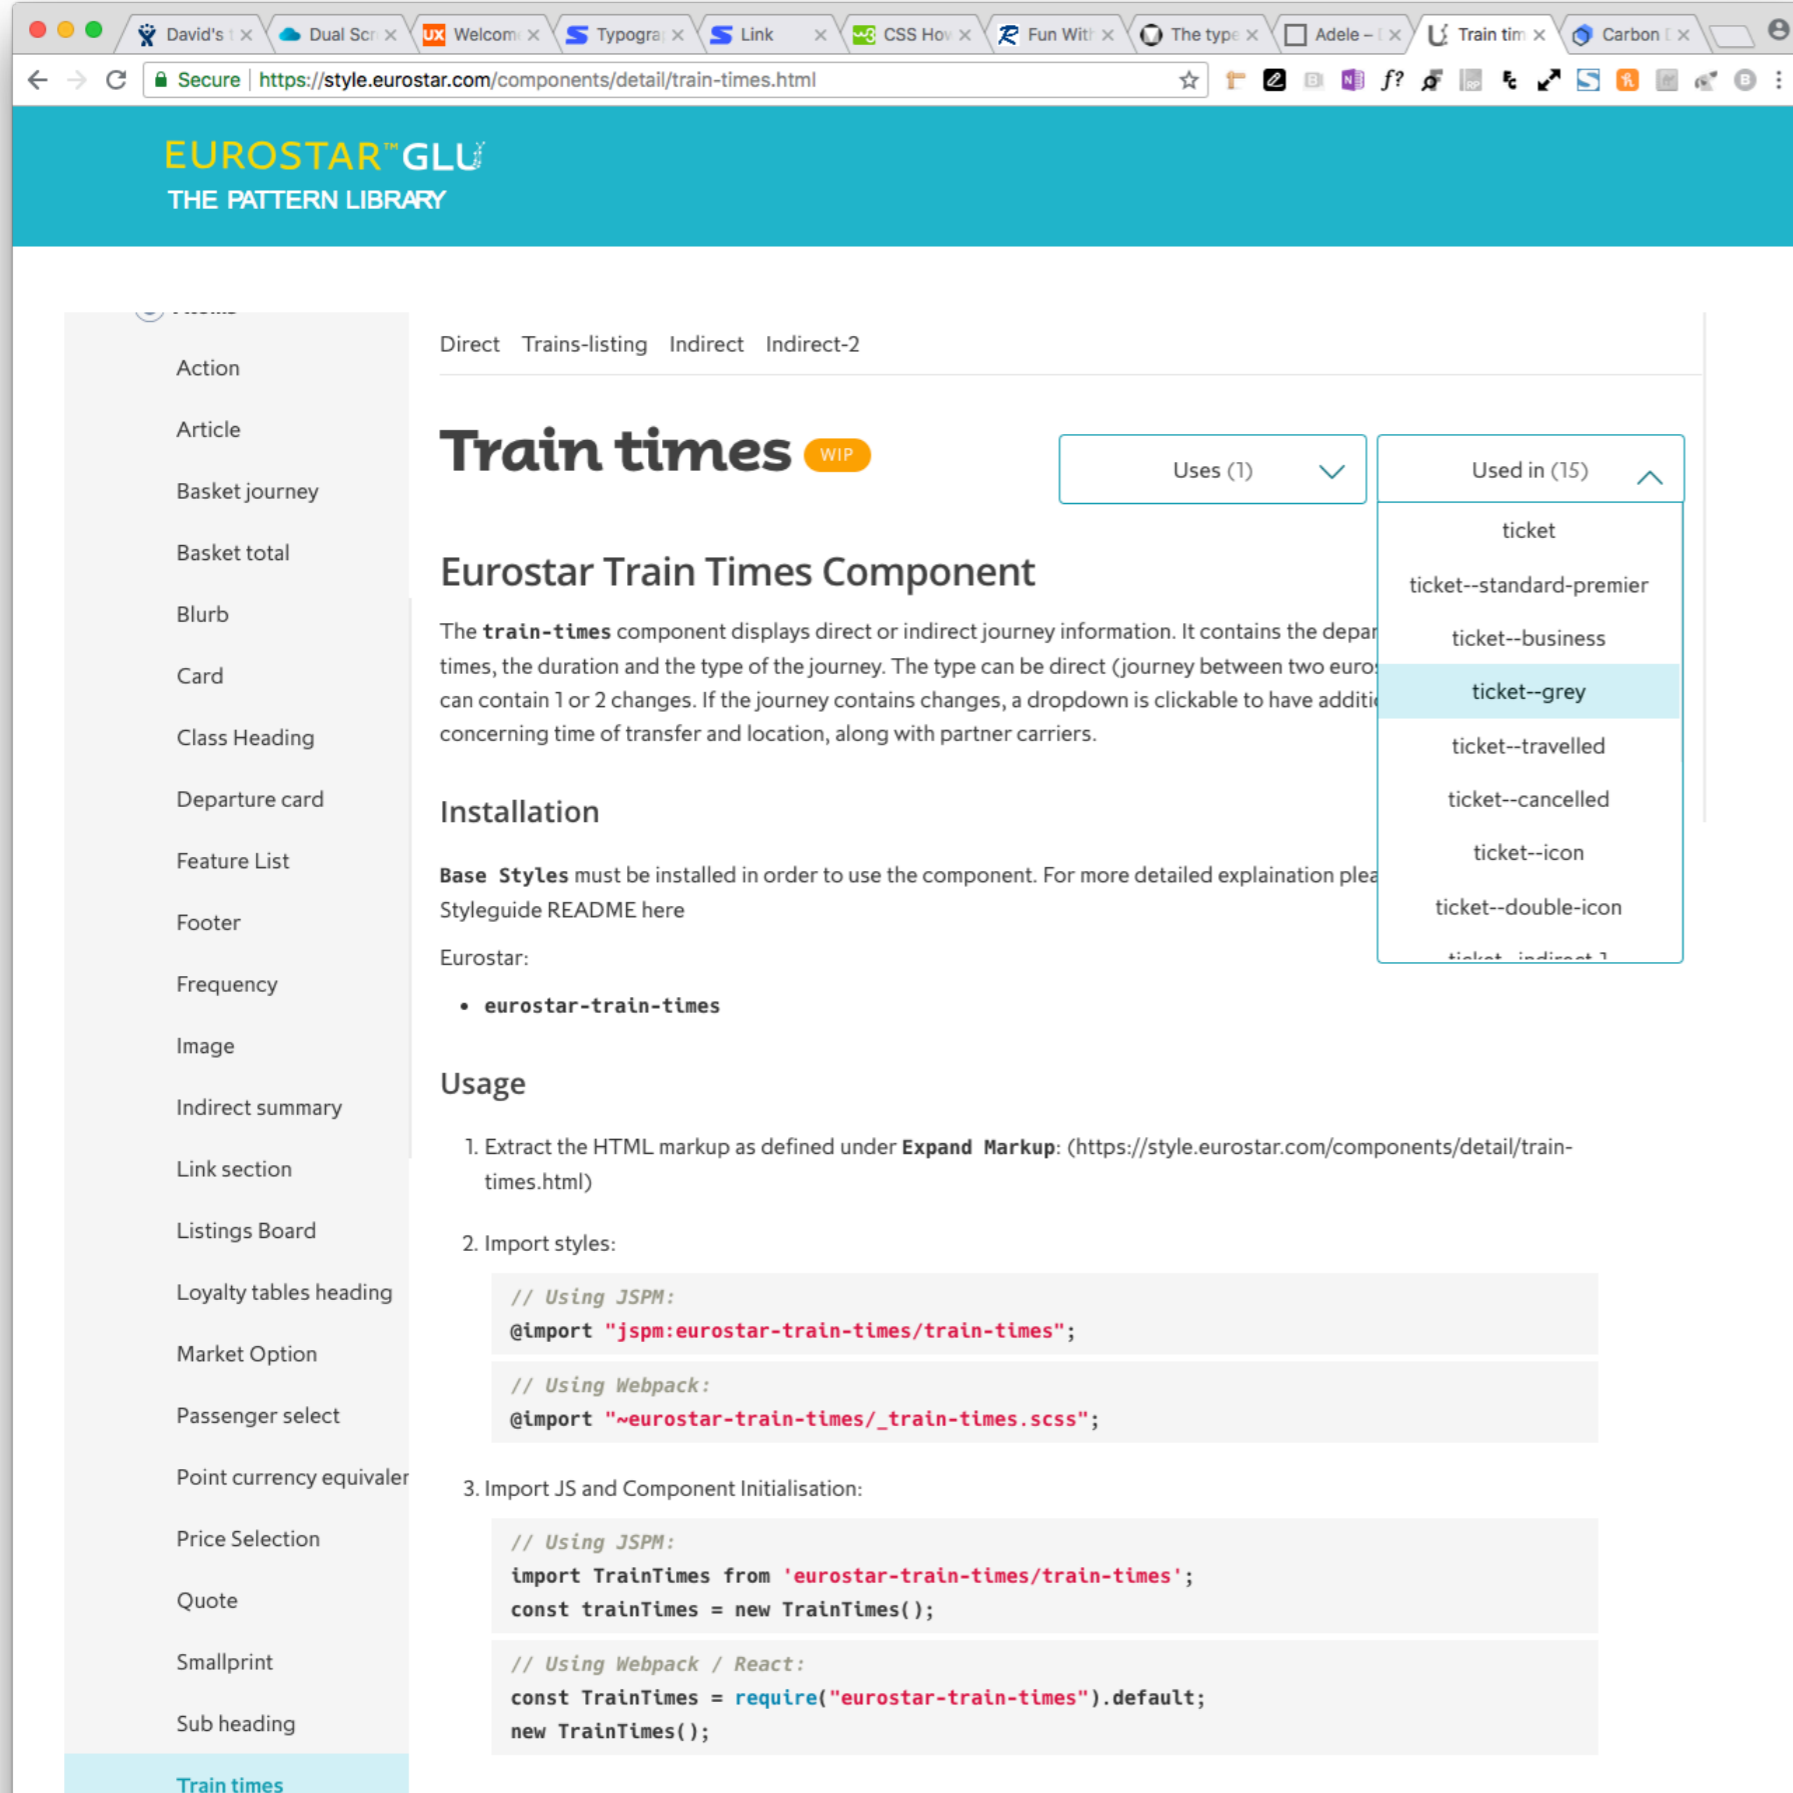 David's
Dual Scr
UX Welcom
Typogra
Link
CSS How
Fun With
The type
Adele –
Train tim
Carbon
Secure https://style.eurostar.com/components/detail/train-times.html
EUROSTAR™ GLU
THE PATTERN LIBRARY
Direct Trains-listing Indirect Indirect-2
Action
Article
Basket journey
Basket total
Blurb
Card
Class Heading
Departure card
Feature List
Footer
Frequency
Image
Indirect summary
Link section
Listings Board
Loyalty tables heading
Market Option
Passenger select
Point currency equivaler
Price Selection
Quote
Smallprint
Sub heading
Train times
Train times WIP
Uses (1)
Used in (15)
ticket
ticket--standard-premier
ticket--business
ticket--grey
ticket--travelled
ticket--cancelled
ticket--icon
ticket--double-icon
ticket--indirect-1
Eurostar Train Times Component
The train-times component displays direct or indirect journey information. It contains the depar
times, the duration and the type of the journey. The type can be direct (journey between two euros
can contain 1 or 2 changes. If the journey contains changes, a dropdown is clickable to have additi
concerning time of transfer and location, along with partner carriers.
Installation
Base Styles must be installed in order to use the component. For more detailed explaination plea
Styleguide README here
Eurostar:
• eurostar-train-times
Usage
1. Extract the HTML markup as defined under Expand Markup: (https://style.eurostar.com/components/detail/train-
times.html)
2. Import styles:
// Using JSPM:
@import "jspm:eurostar-train-times/train-times";
// Using Webpack:
@import "~eurostar-train-times/_train-times.scss";
3. Import JS and Component Initialisation:
// Using JSPM:
import TrainTimes from 'eurostar-train-times/train-times';
const trainTimes = new TrainTimes();
// Using Webpack / React:
const TrainTimes = require("eurostar-train-times").default;
new TrainTimes();